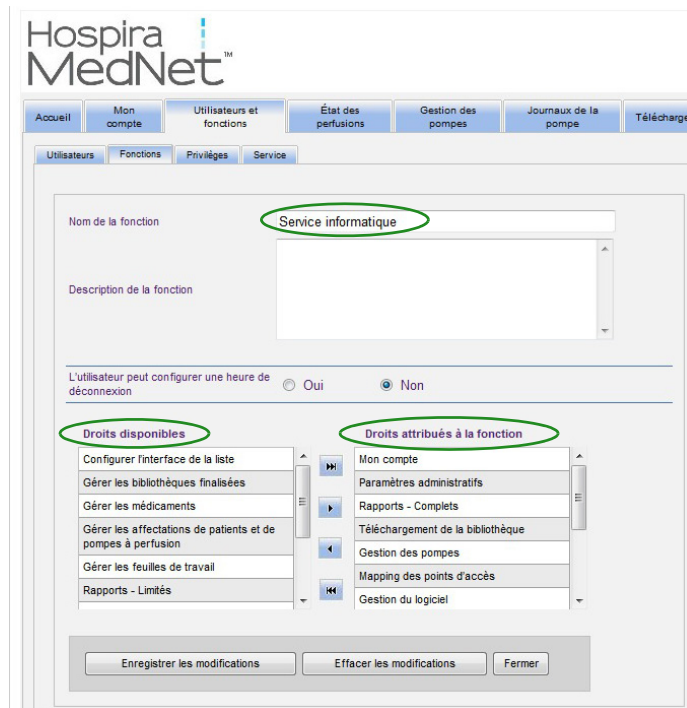 Hospira
MedNet™
Accueil
Mon
compte
Utilisateurs et
fonctions
État des
perfusions
Gestion des
pompes
Journaux de la
pompe
Télécharge
Utilisateurs
Fonctions
Privilèges
Service
Nom de la fonction
Service informatique
Description de la fonction
L'utilisateur peut configurer une heure de
déconnexion
Oui
Non
Droits disponibles
Droits attribués à la fonction
Configurer l'interface de la liste
Gérer les bibliothèques finalisées
Gérer les médicaments
Gérer les affectations de patients et de
pompes à perfusion
Gérer les feuilles de travail
Rapports - Limités
Mon compte
Paramètres administratifs
Rapports - Complets
Téléchargement de la bibliothèque
Gestion des pompes
Mapping des points d'accès
Gestion du logiciel
Enregistrer les modifications
Effacer les modifications
Fermer